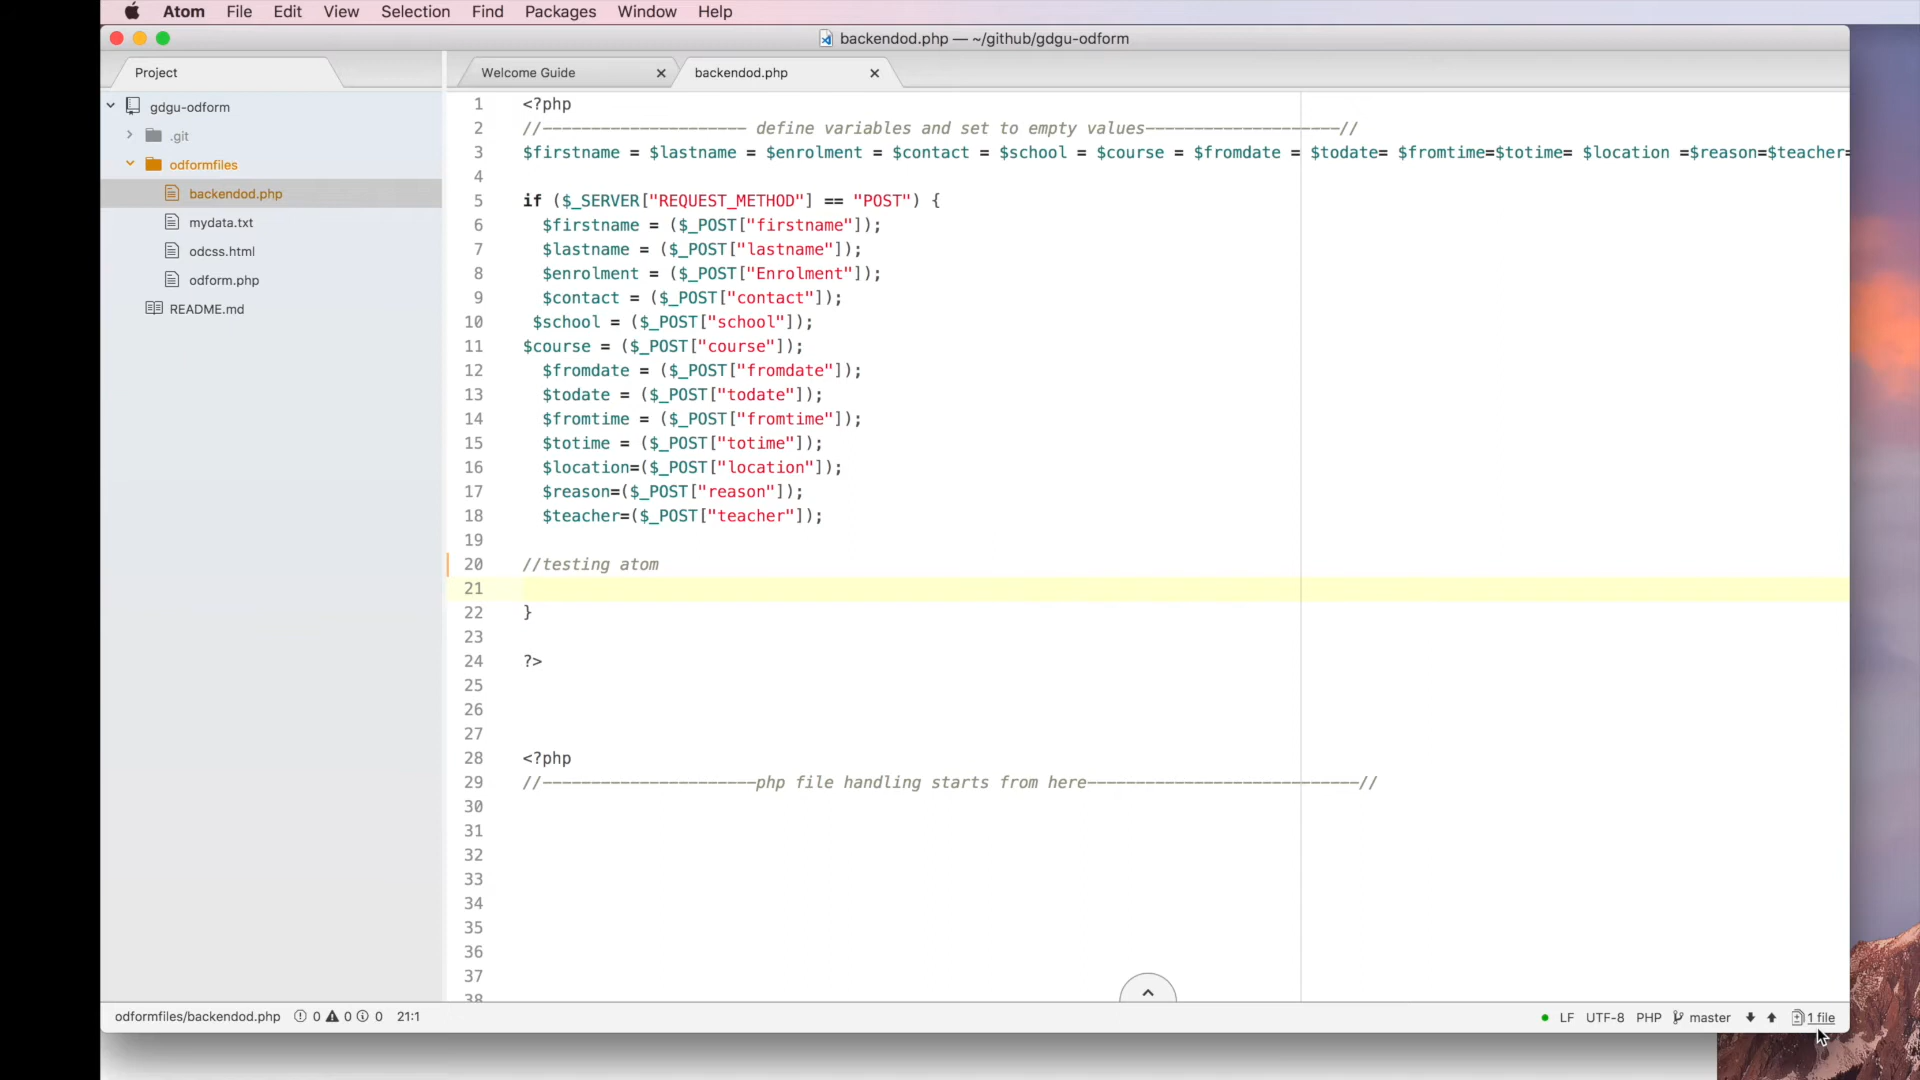 Atom File Edit View Selection Find Packages Window Help
backendod.php — ~/github/gdgu-odform
Project
Welcome Guide
backendod.php
gdgu-odform
.git
odformfiles
backendod.php
mydata.txt
odcss.html
odform.php
README.md
1 <?php
2 //--------------------- define variables and set to empty values--------------------//
3 $firstname = $lastname = $enrolment = $contact = $school = $course = $fromdate = $todate= $fromtime=$totime= $location =$reason=$teacher=
4
5 if ($_SERVER["REQUEST_METHOD"] == "POST") {
6 $firstname = ($_POST["firstname"]);
7 $lastname = ($_POST["lastname"]);
8 $enrolment = ($_POST["Enrolment"]);
9 $contact = ($_POST["contact"]);
10 $school = ($_POST["school"]);
11 $course = ($_POST["course"]);
12 $fromdate = ($_POST["fromdate"]);
13 $todate = ($_POST["todate"]);
14 $fromtime = ($_POST["fromtime"]);
15 $totime = ($_POST["totime"]);
16 $location=($_POST["location"]);
17 $reason=($_POST["reason"]);
18 $teacher=($_POST["teacher"]);
19
20 //testing atom
21
22 }
23
24 ?>
25
26
27
28 <?php
29 //----------------------php file handling starts from here----------------------------//
30
31
32
33
34
35
36
37
38
odformfiles/backendod.php 0 0 0 21:1
LF UTF-8 PHP master 1 file